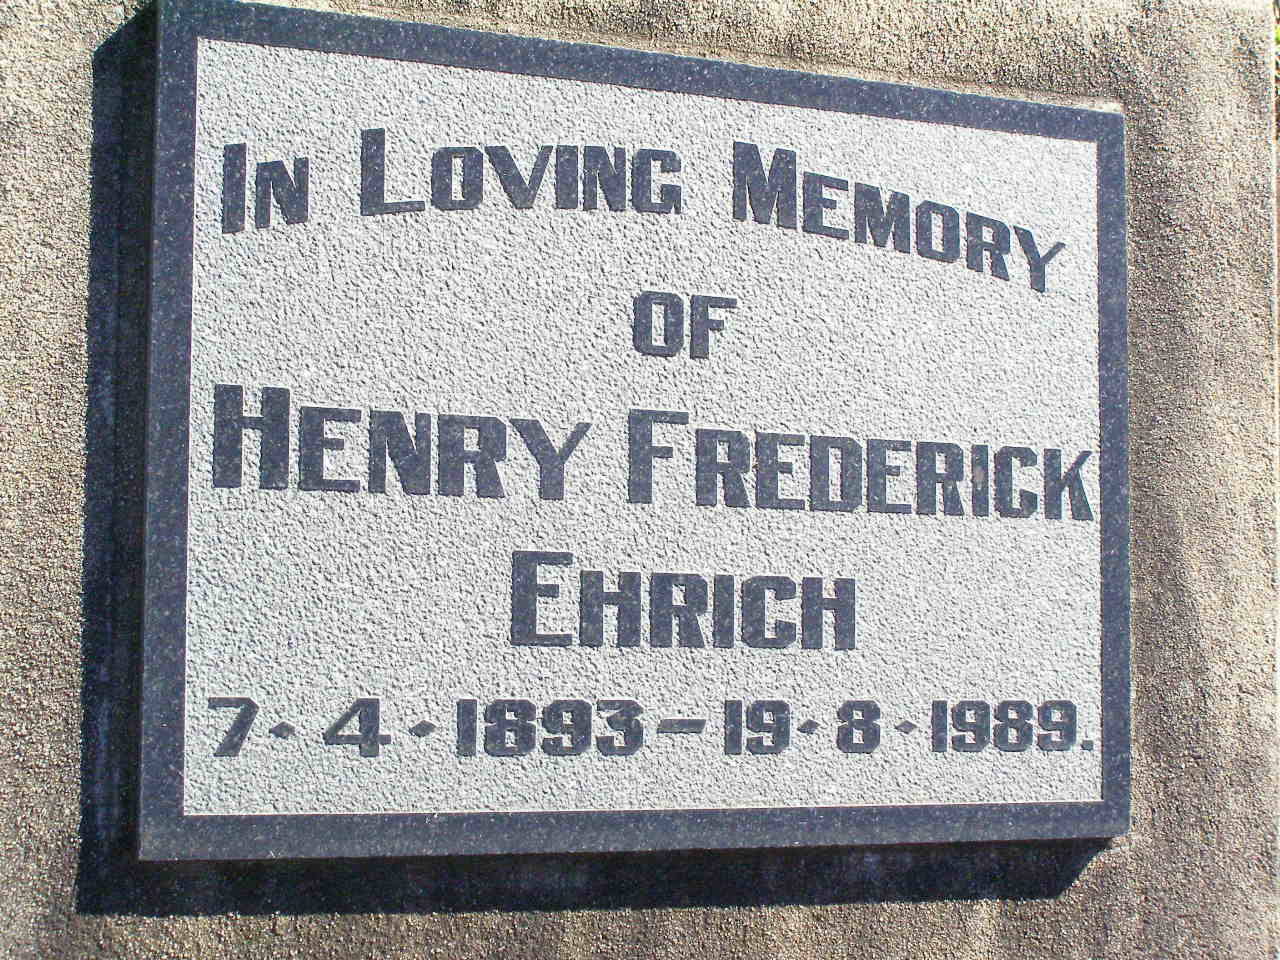 IN LOVING MEMORY
OF
HENRY FREDERICK
EHRICH
7·4·1893–19·8·1989.